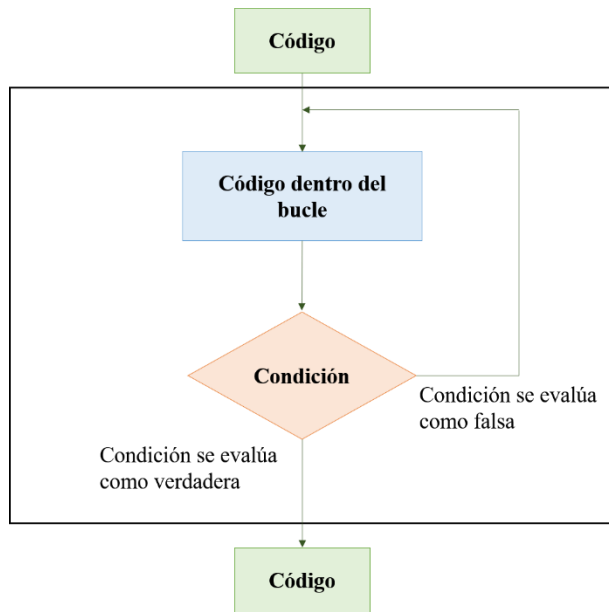 Código
Código dentro del
bucle
Condición
Condición se evalúa
como falsa
Condición se evalúa
como verdadera
Código